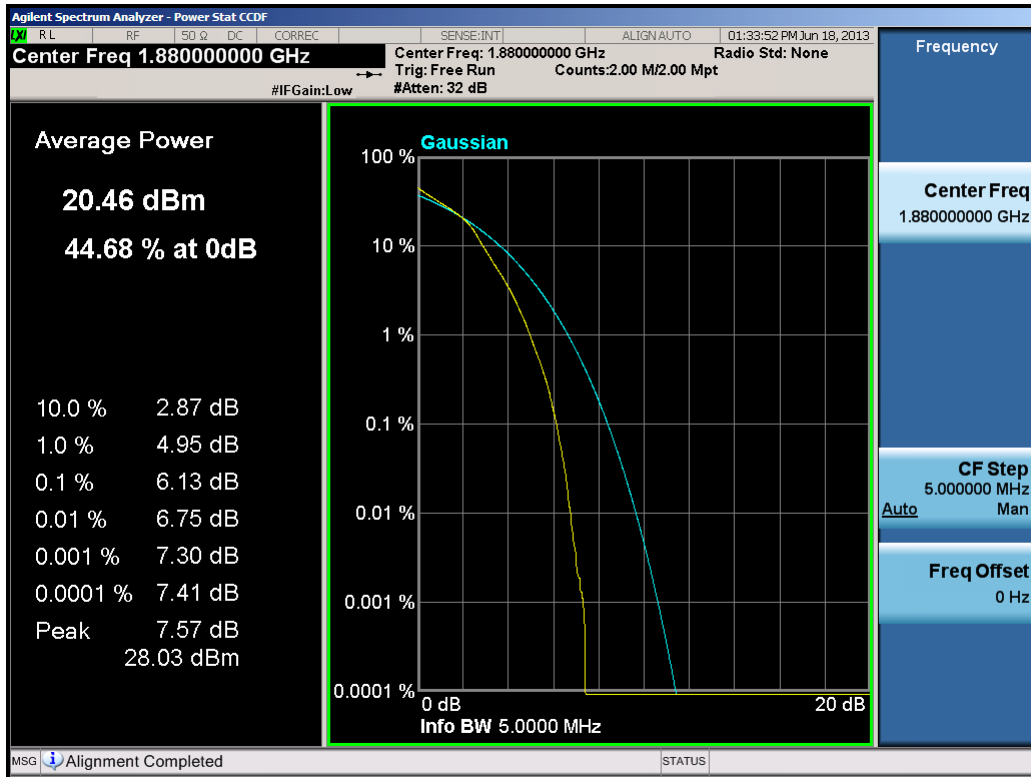 Agilent Spectrum Analyzer - Power Stat CCDF
LXI RL RF 50 Ω DC CORREC SENSE:INT ALIGNAUTO 01:33:52 PM Jun 18, 2013
Center Freq 1.880000000 GHz
#IFGain:Low
Center Freq: 1.880000000 GHz Radio Std: None
Trig: Free Run Counts:2.00 M/2.00 Mpt
#Atten: 32 dB
Average Power
20.46 dBm
44.68 % at 0dB
10.0 % 2.87 dB
1.0 % 4.95 dB
0.1 % 6.13 dB
0.01 % 6.75 dB
0.001 % 7.30 dB
0.0001 % 7.41 dB
Peak 7.57 dB
28.03 dBm
Gaussian
100 %
10 %
1 %
0.1 %
0.01 %
0.001 %
0.0001 %
0 dB 20 dB
Info BW 5.0000 MHz
Frequency
Center Freq
1.880000000 GHz
CF Step
5.000000 MHz
Auto Man
Freq Offset
0 Hz
MSG Alignment Completed STATUS